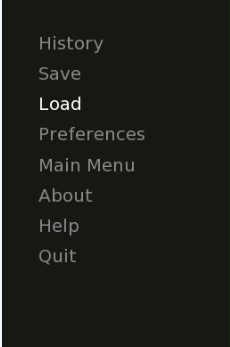 History
Save
Load
Preferences
Main Menu
About
Help
Quit